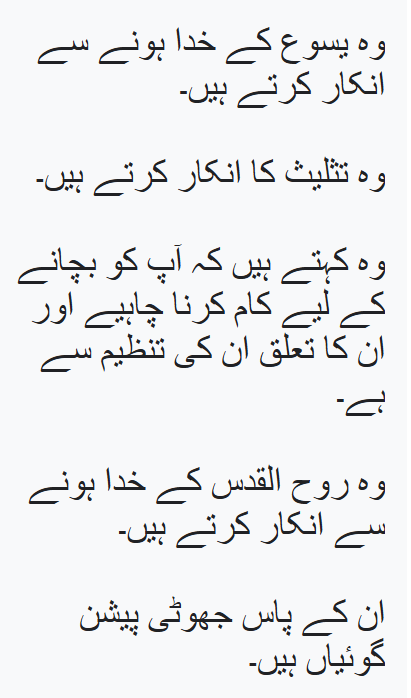 وہ یسوع کے خدا ہونے سے
انکار کرتے ہیں۔
وہ تثلیث کا انکار کرتے ہیں۔
وہ کہتے ہیں کہ آپ کو بچانے
کے لیے کام کرنا چاہیے اور
ان کا تعلق ان کی تنظیم سے
ہے۔
وہ روح القدس کے خدا ہونے
سے انکار کرتے ہیں۔
ان کے پاس جھوٹی پیشن
گوئیاں ہیں۔